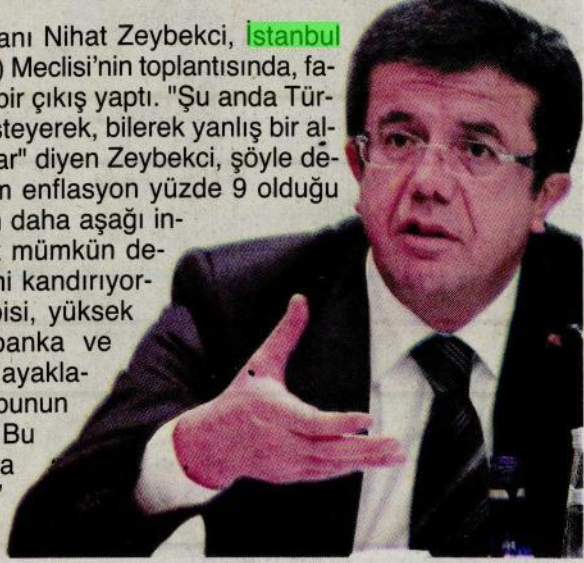 anı Nihat Zeybekci, İstanbul
) Meclisi'nin toplantısında, fa-
bir çıkış yaptı. "Şu anda Tür-
steyerek, bilerek yanlış bir al-
ar" diyen Zeybekci, şöyle de-
m enflasyon yüzde 9 olduğu
daha aşağı in-
mümkün de-
ni kandırıyor-
bisi, yüksek
banka ve
ayakla-
bunun
Bu
a